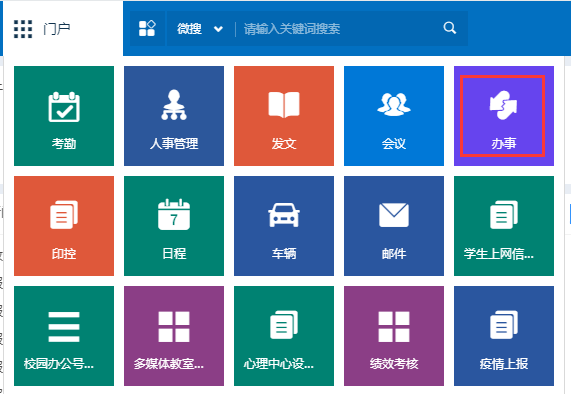 门户
微搜
请输入关键词搜索
考勤
人事管理
发文
会议
办事
印控
7
日程
车辆
邮件
学生上网信...
校园办公号...
多媒体教室...
心理中心设...
绩效考核
疫情上报